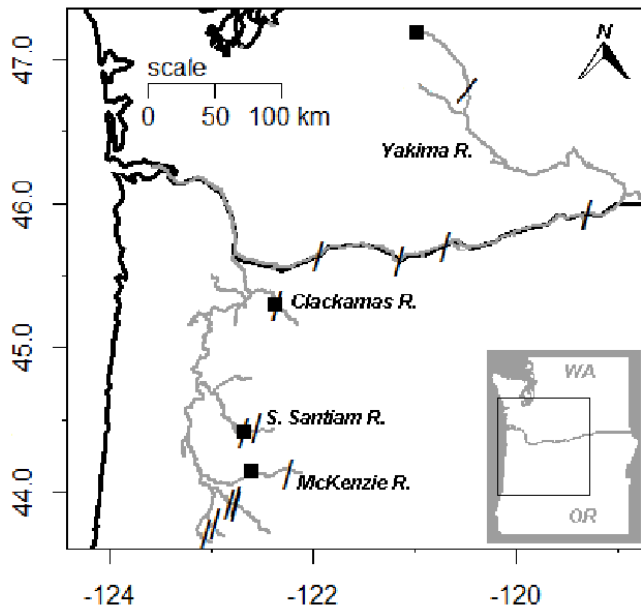 47.0
46.0
45.0
44.0
scale
0 50 100 km
N
Yakima R.
Clackamas R.
S. Santiam R.
McKenzie R.
WA
OR
-124 -122 -120